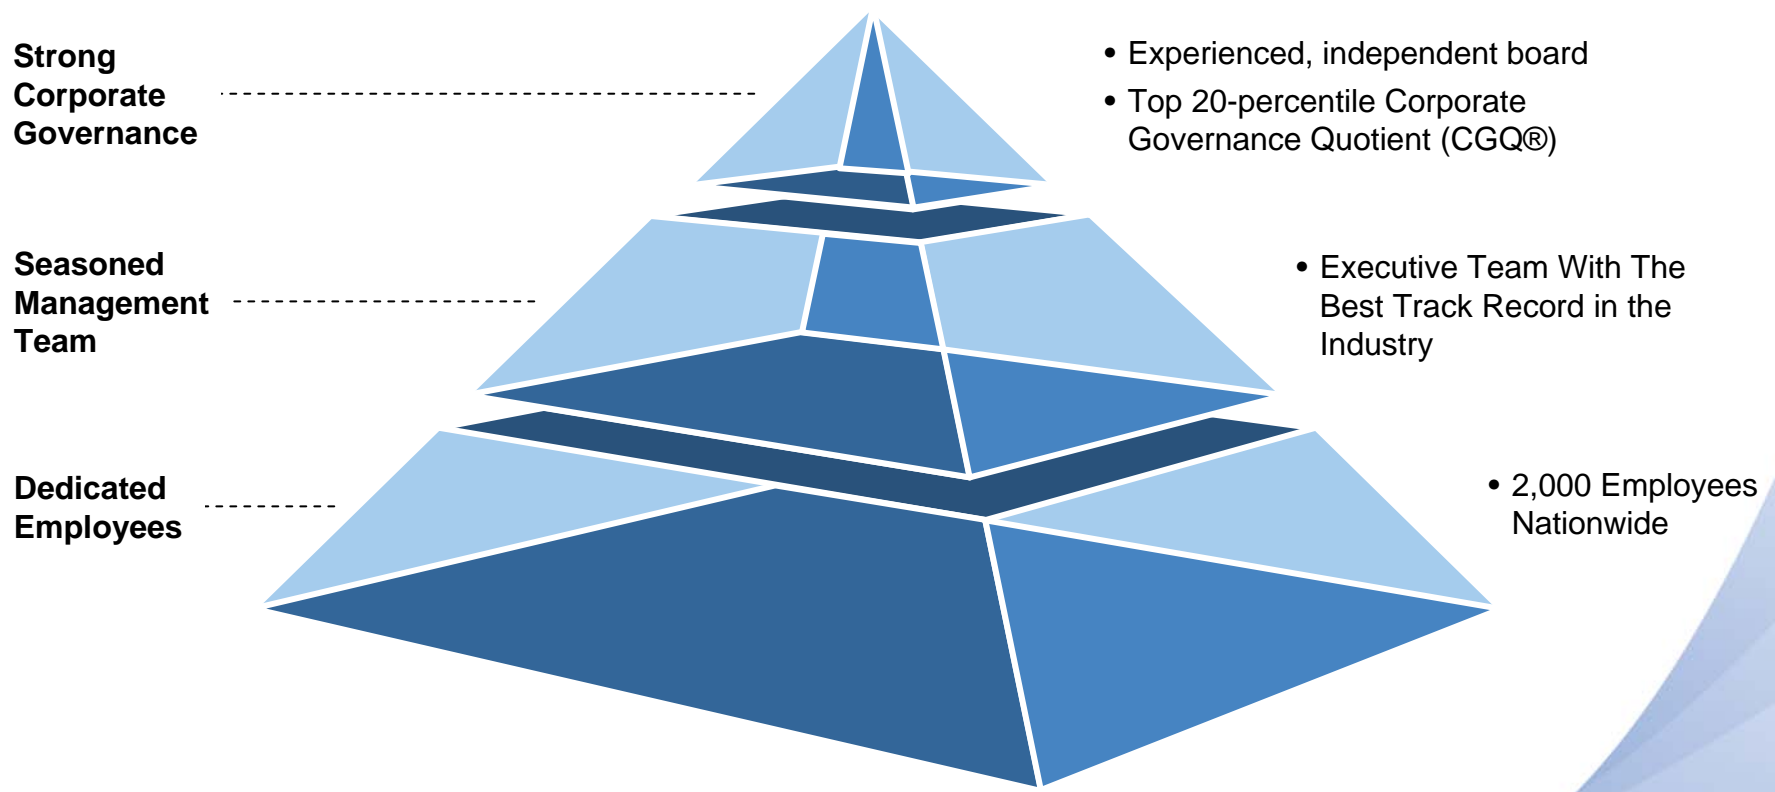 Strong
Corporate
Governance
• Experienced, independent board
• Top 20-percentile Corporate
Governance Quotient (CGQ®)
Seasoned
Management
Team
• Executive Team With The
Best Track Record in the
Industry
Dedicated
Employees
• 2,000 Employees
Nationwide